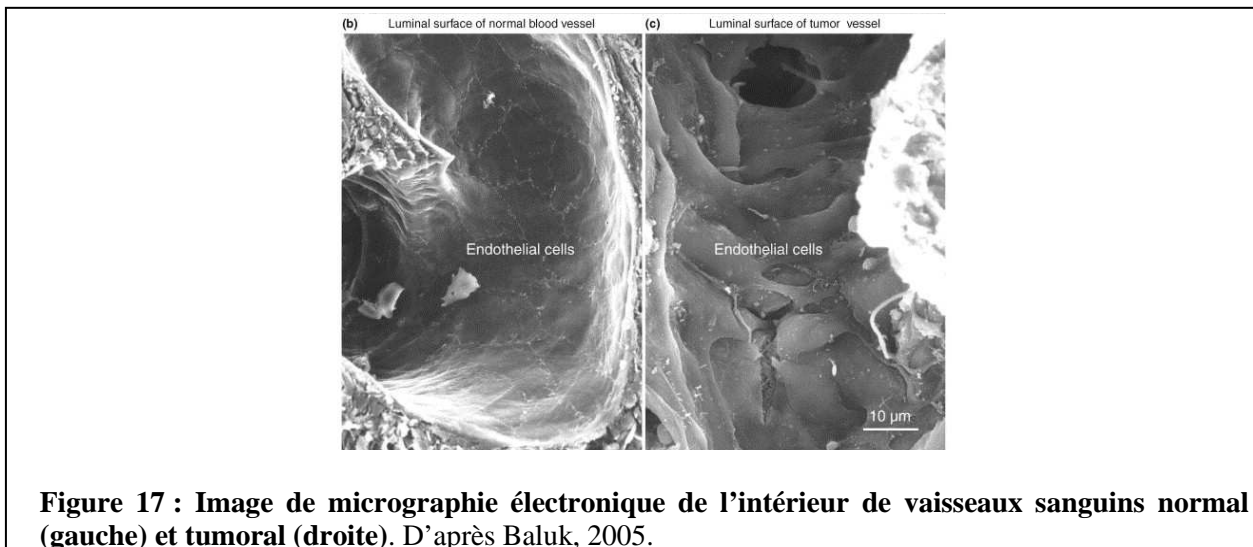 (b) Luminal surface of normal blood vessel (c) Luminal surface of tumor vessel
Endothelial cells Endothelial cells
10 µm
Figure 17 : Image de micrographie électronique de l’intérieur de vaisseaux sanguins normal
(gauche) et tumoral (droite). D’après Baluk, 2005.